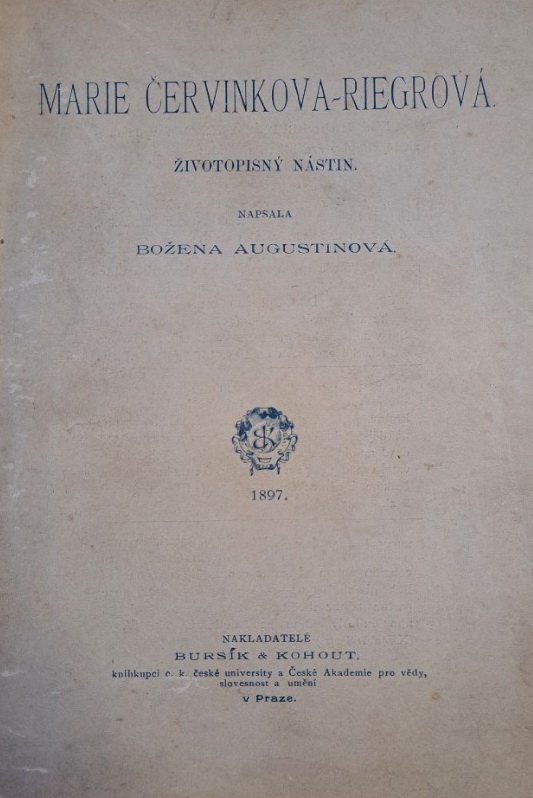 MARIE ČERVINKOVA-RIEGROVÁ.
ŽIVOTOPISNÝ NÁSTIN.
NAPSALA
BOŽENA AUGUSTINOVÁ.
BK
1897.
NAKLADATELÉ
BURSÍK & KOHOUT,
knihkupci c. k. české university a České Akademie pro vědy,
slovesnost a umění
v Praze.